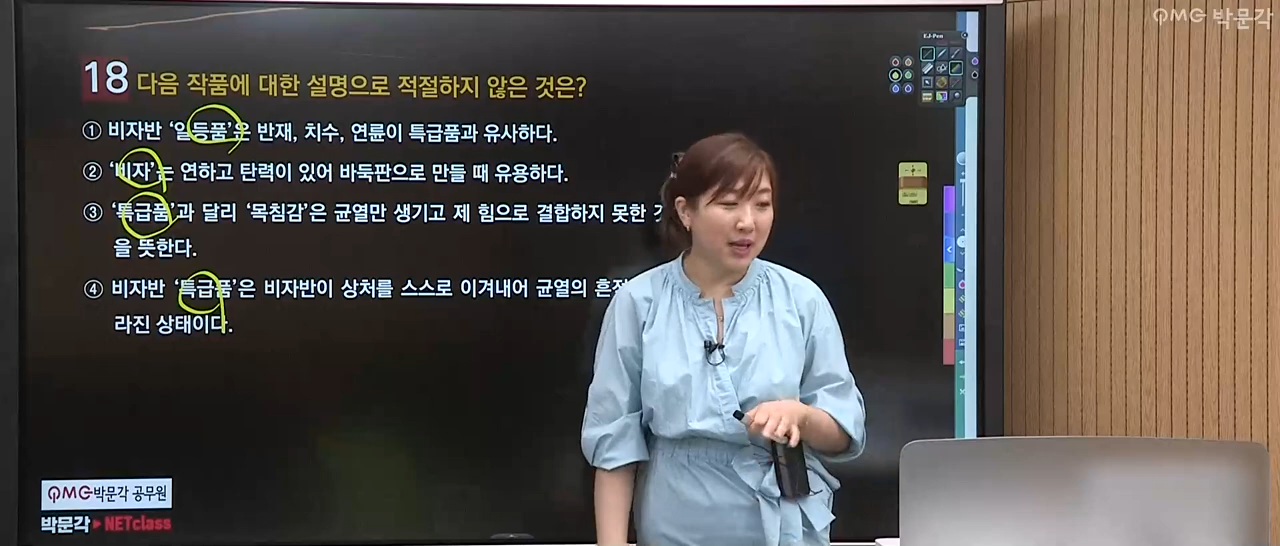 QMG 박문각
EJ-Pen
18 다음 작품에 대한 설명으로 적절하지 않은 것은?
① 비자반 ‘일등품’은 반재, 치수, 연륜이 특급품과 유사하다.
② ‘비자’는 연하고 탄력이 있어 바둑판으로 만들 때 유용하다.
③ ‘특급품’과 달리 ‘목침감’은 균열만 생기고 제 힘으로 결합하지 못한
을 뜻한다.
④ 비자반 ‘특급품’은 비자반이 상처를 스스로 이겨내어 균열의 흔적
라진 상태이다.
QMG박문각 공무원
박문각 ▶ NETclass